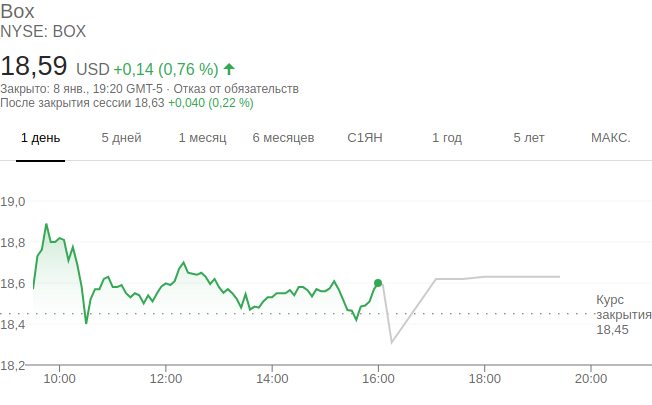 Box
NYSE: BOX
18,59 USD +0,14 (0,76 %)
Закрыто: 8 янв., 19:20 GMT-5 · Отказ от обязательств
После закрытия сессии 18,63 +0,040 (0,22 %)
1 день 5 дней 1 месяц 6 месяцев С1ЯН 1 год 5 лет МАКС.
19,0
18,8
18,6
18,4
18,2
Курс
закрытия
18,45
10:00 12:00 14:00 16:00 18:00 20:00